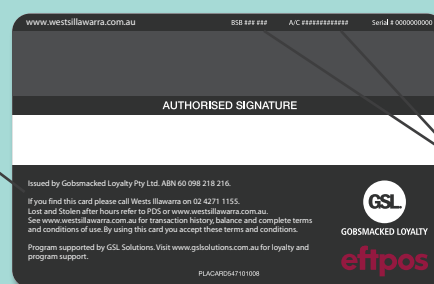 www.westsillawarra.com.au BSB ### ### A/C ############# Serial # 0000000000
AUTHORISED SIGNATURE
Issued by Gobsmacked Loyalty Pty Ltd. ABN 60 098 218 216.
If you find this card please call Wests Illawarra on 02 4271 1155.
Lost and Stolen after hours refer to PDS or www.westsillawarra.com.au.
See www.westsillawarra.com.au for transaction history, balance and complete terms
and conditions of use. By using this card you accept these terms and conditions.
Program supported by GSL Solutions. Visit www.gslsolutions.com.au for loyalty and
program support.
GSL
GOBSMACKED LOYALTY
eftpos
PLACARD547101008